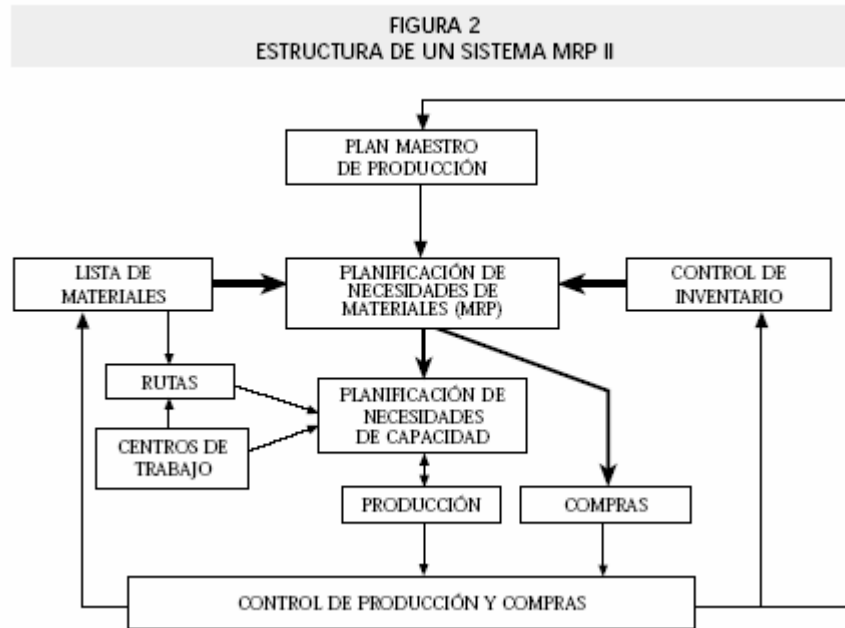 FIGURA 2
ESTRUCTURA DE UN SISTEMA MRP II
PLAN MAESTRO
DE PRODUCCIÓN
LISTA DE
MATERIALES
PLANIFICACIÓN DE
NECESIDADES DE
MATERIALES (MRP)
CONTROL DE
INVENTARIO
RUTAS
CENTROS DE
TRABAJO
PLANIFICACIÓN DE
NECESIDADES
DE CAPACIDAD
PRODUCCIÓN
COMPRAS
CONTROL DE PRODUCCIÓN Y COMPRAS